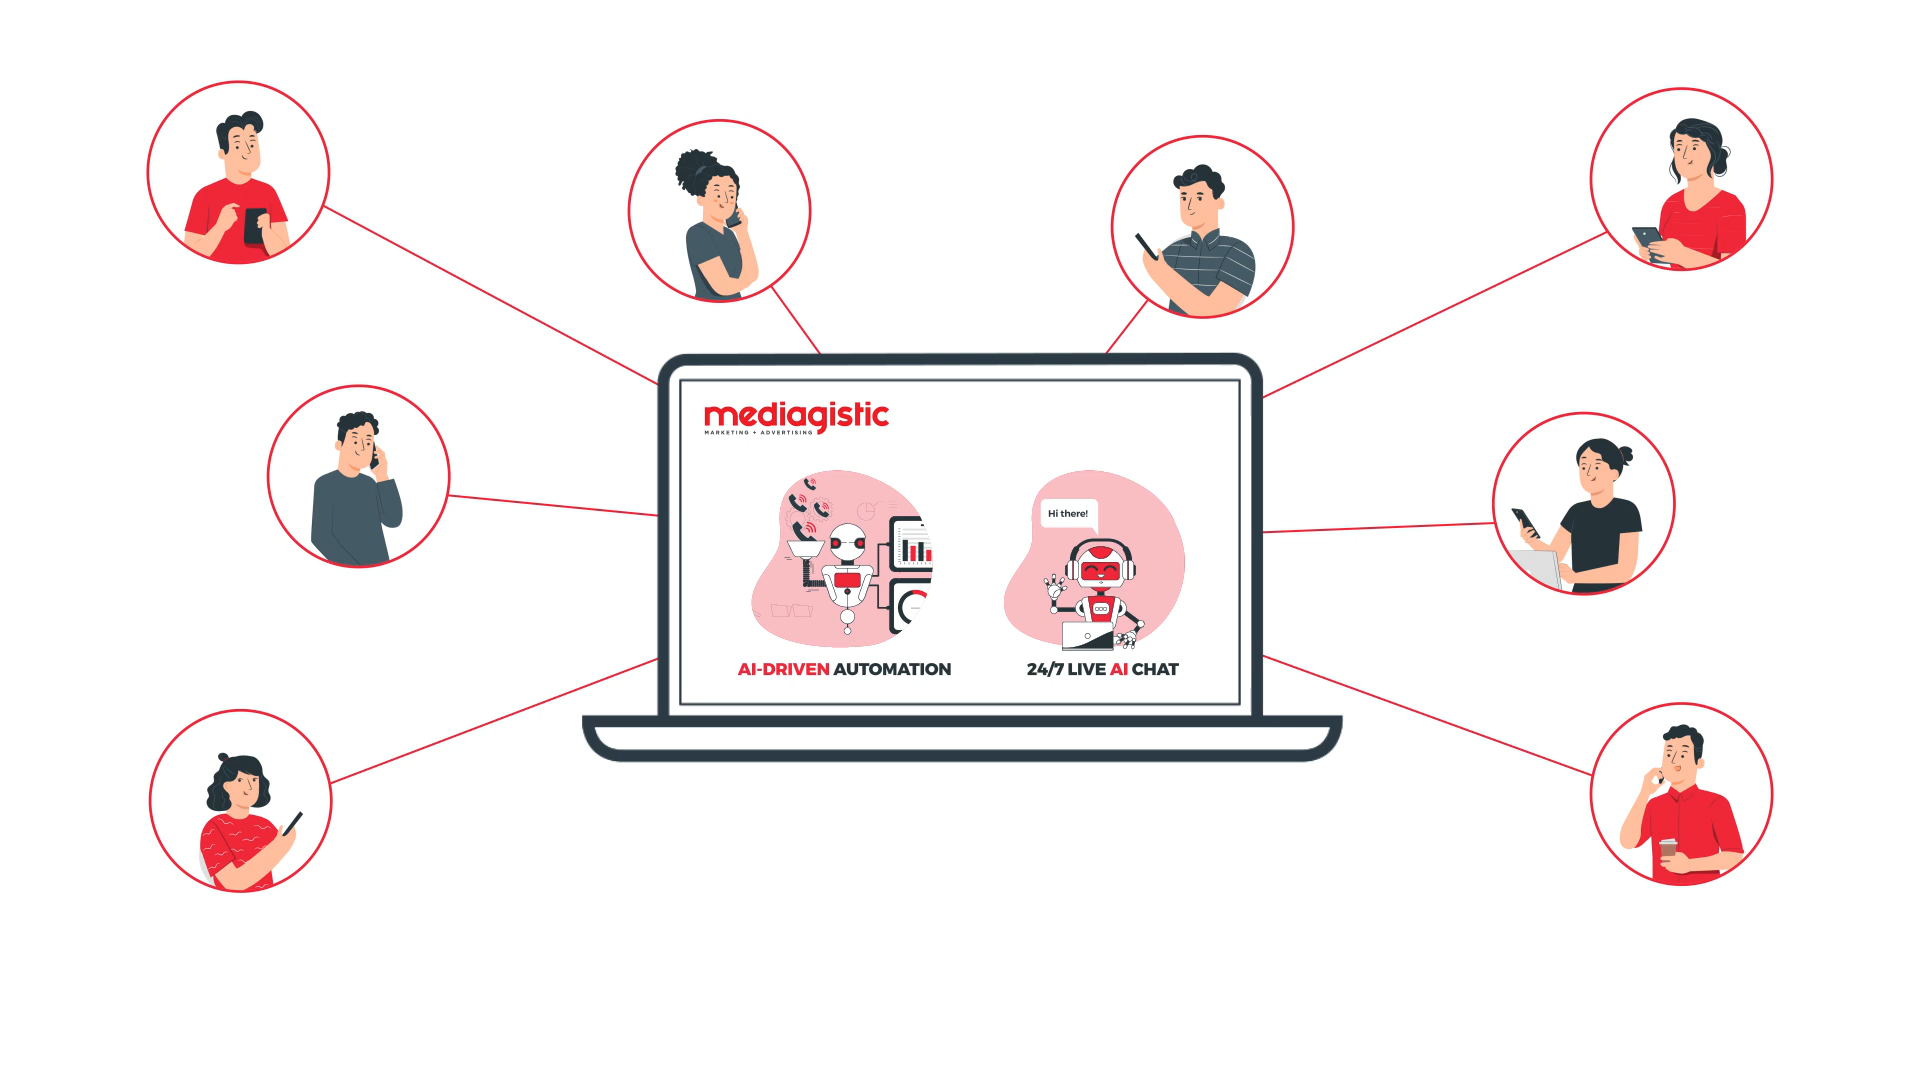 mediagistic
MARKETING + ADVERTISING
Hi there!
AI-DRIVEN AUTOMATION
24/7 LIVE AI CHAT